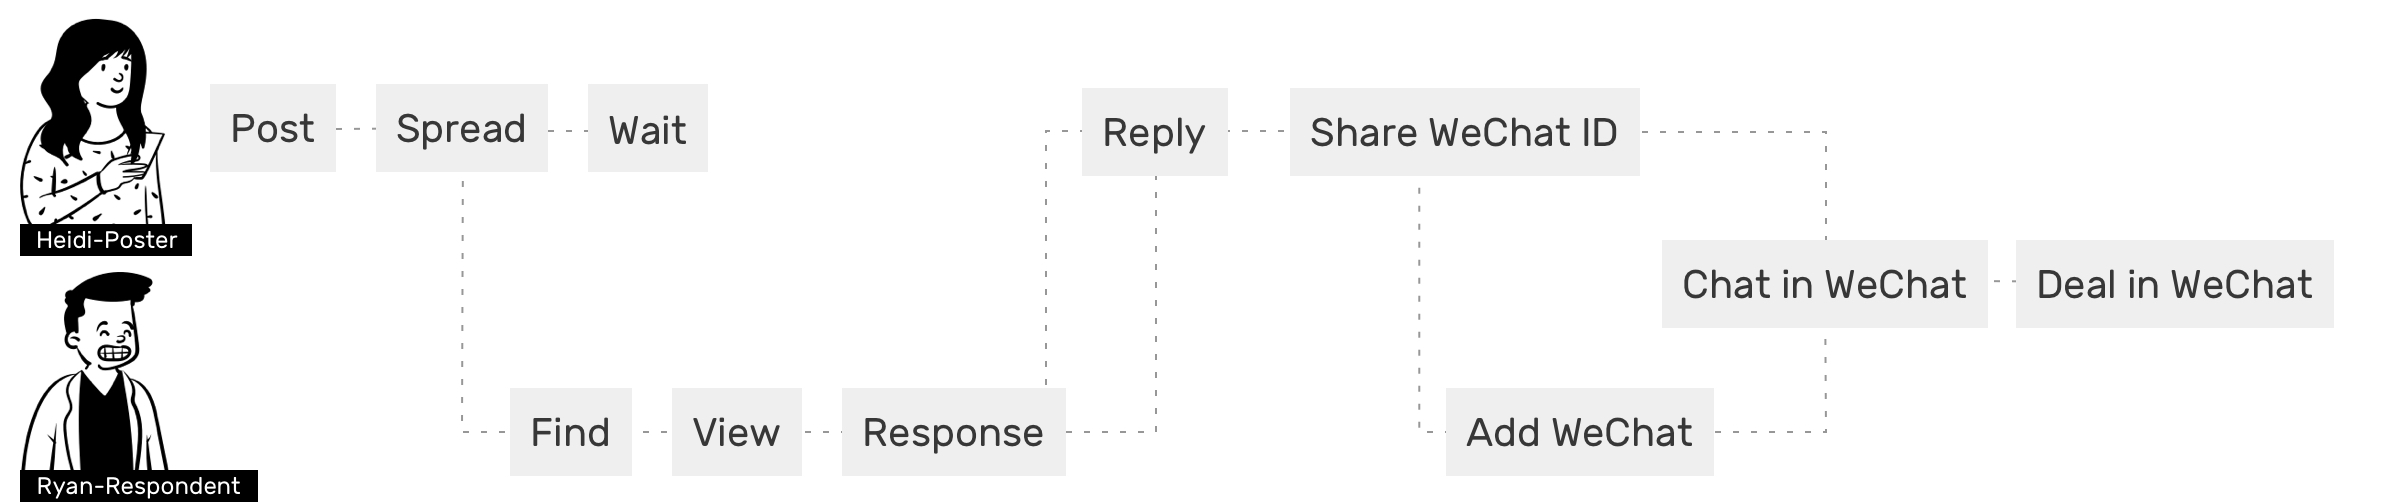 Heidi-Poster
Post
Spread
Wait
Reply
Share WeChat ID
Chat in WeChat
Deal in WeChat
Ryan-Respondent
Find
View
Response
Add WeChat